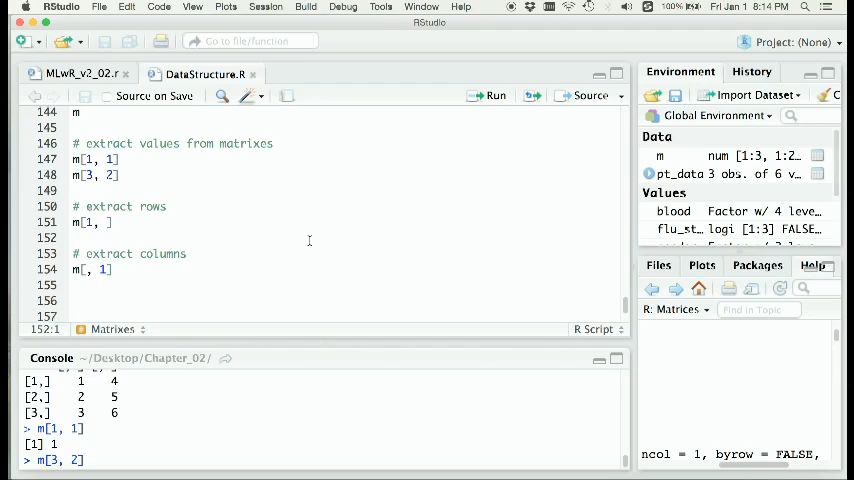 RStudio File Edit Code View Plots Session Build Debug Tools Window Help 100% Fri Jan 1 8:14 PM
RStudio
Go to file/function
Project: (None)
MLwR_v2_02.r
DataStructure.R
Source on Save
Run
Source
144 m
145
146 # extract values from matrixes
147 m[1, 1]
148 m[3, 2]
149
150 # extract rows
151 m[1, ]
152
153 # extract columns
154 m[, 1]
155
156
157
152:1 Matrixes R Script
Console ~/Desktop/Chapter_02/
[1,] 1 4
[2,] 2 5
[3,] 3 6
> m[1, 1]
[1] 1
> m[3, 2]
Environment History
Import Dataset C
Global Environment
Data
m num [1:3, 1:2...
pt_data 3 obs. of 6 v...
Values
blood Factor w/ 4 leve...
flu_st... logi [1:3] FALSE...
Files Plots Packages Help
R: Matrices Find in Topic
ncol = 1, byrow = FALSE,